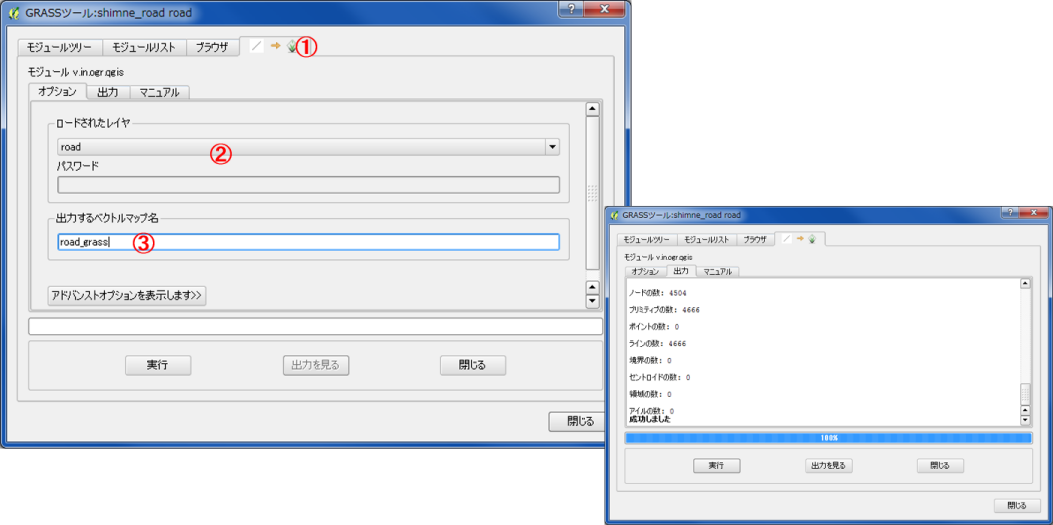 GRASSツール:shimne_road road
モジュールツリー モジュールリスト ブラウザ ①
モジュール v.in.ogr.qgis
オプション 出力 マニュアル
ロードされたレイヤ
road ②
パスワード
出力するベクトルマップ名
road_grass ③
アドバンストオプションを表示します>>
実行 出力を見る 閉じる
閉じる
GRASSツール:shimne_road road
モジュールツリー モジュールリスト ブラウザ
モジュール v.in.ogr.qgis
オプション 出力 マニュアル
ノードの数: 4504
プリミティブの数: 4666
ポイントの数: 0
ラインの数: 4666
境界の数: 0
セントロイドの数: 0
領域の数: 0
アイルの数: 0
成功しました
100%
実行 出力を見る 閉じる
閉じる